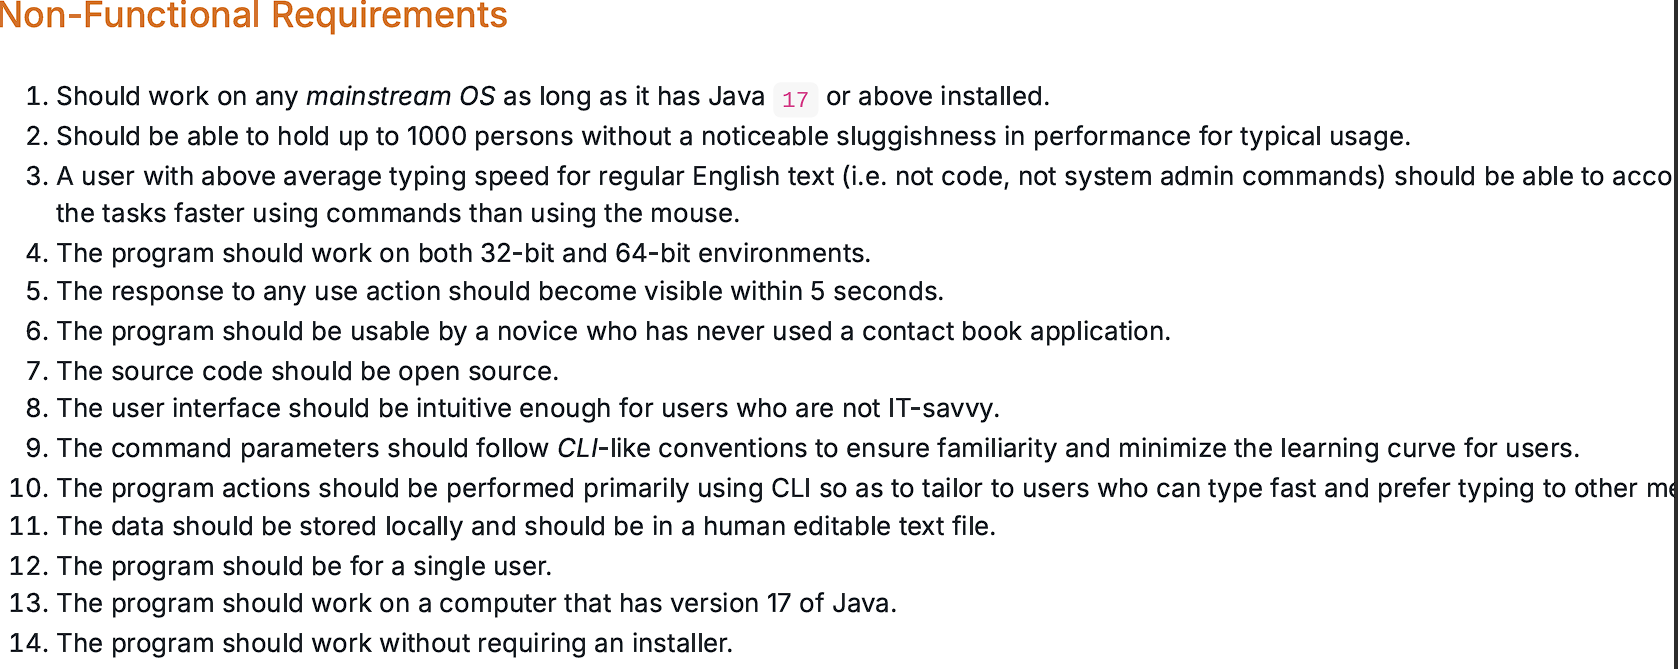 Non-Functional Requirements
1. Should work on any mainstream OS as long as it has Java 17 or above installed.
2. Should be able to hold up to 1000 persons without a noticeable sluggishness in performance for typical usage.
3. A user with above average typing speed for regular English text (i.e. not code, not system admin commands) should be able to
the tasks faster using commands than using the mouse.
4. The program should work on both 32-bit and 64-bit environments.
5. The response to any use action should become visible within 5 seconds.
6. The program should be usable by a novice who has never used a contact book application.
7. The source code should be open source.
8. The user interface should be intuitive enough for users who are not IT-savvy.
9. The command parameters should follow CLI-like conventions to ensure familiarity and minimize the learning curve for users.
10. The program actions should be performed primarily using CLI so as to tailor to users who can type fast and prefer typing to other
11. The data should be stored locally and should be in a human editable text file.
12. The program should be for a single user.
13. The program should work on a computer that has version 17 of Java.
14. The program should work without requiring an installer.